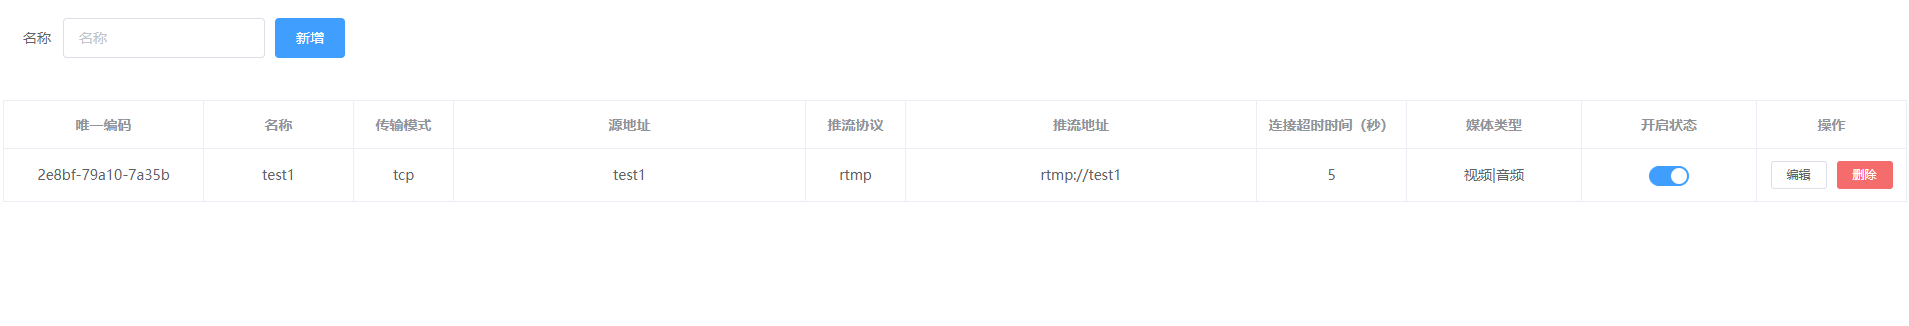 名称 名称 新增
唯一编码 名称 传输模式 源地址 推流协议 推流地址 连接超时时间（秒） 媒体类型 开启状态 操作
2e8bf-79a10-7a35b test1 tcp test1 rtmp rtmp://test1 5 视频|音频 编辑 删除